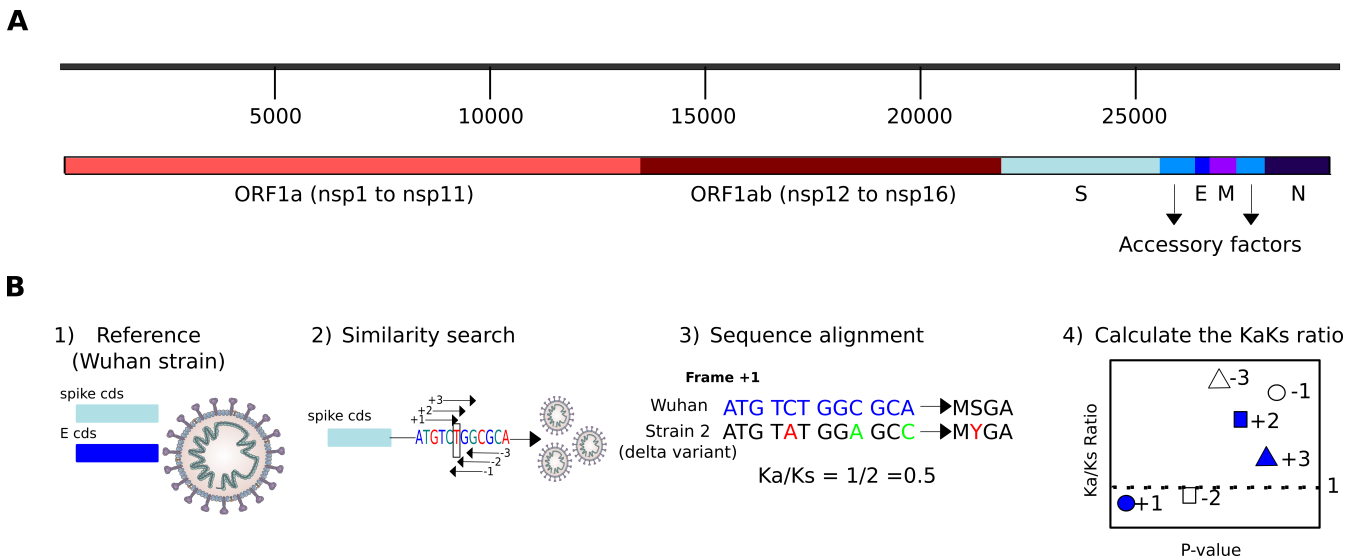 A
5000 10000 15000 20000 25000
ORF1a (nsp1 to nsp11) ORF1ab (nsp12 to nsp16) S E M N
Accessory factors
B
1) Reference
(Wuhan strain)
spike cds
E cds
2) Similarity search
+3
+2
+1
spike cds
ATGTCTGGCGCA
-3
-2
-1
3) Sequence alignment
Frame +1
Wuhan ATG TCT GGC GCA MSGA
Strain 2 ATG TAT GGA GCC MYGA
(delta variant)
Ka/Ks = 1/2 =0.5
4) Calculate the KaKs ratio
Ka/Ks Ratio
-3
-1
+2
+3
1
-2
+1
P-value